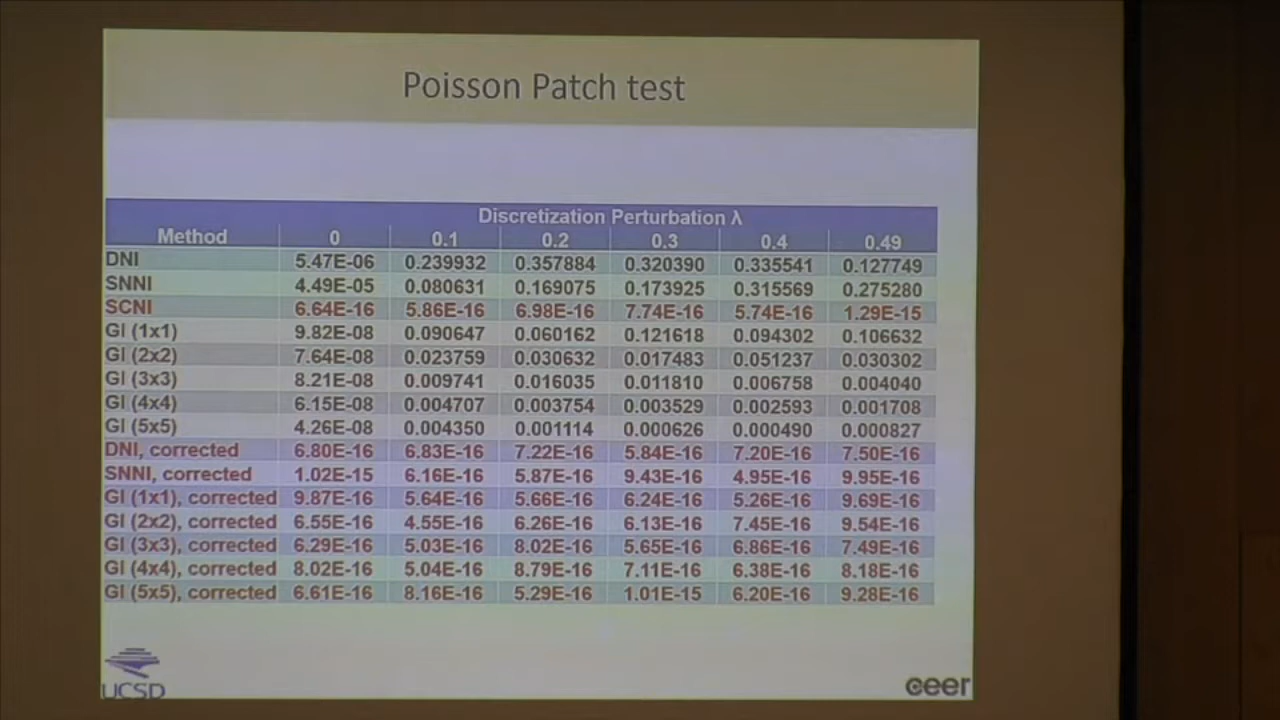 Poisson Patch test
Discretization Perturbation λ
Method 0 0.1 0.2 0.3 0.4 0.49
DNI 5.47E-06 0.239932 0.357884 0.320390 0.335541 0.127749
SNNI 4.49E-05 0.080631 0.169075 0.173925 0.315569 0.275280
SCNI 6.64E-16 5.86E-16 6.98E-16 7.74E-16 5.74E-16 1.29E-15
GI (1x1) 9.82E-08 0.090647 0.060162 0.121618 0.094302 0.106632
GI (2x2) 7.64E-08 0.023759 0.030632 0.017483 0.051237 0.030302
GI (3x3) 8.21E-08 0.009741 0.016035 0.011810 0.006758 0.004040
GI (4x4) 6.15E-08 0.004707 0.003754 0.003529 0.002593 0.001708
GI (5x5) 4.26E-08 0.004350 0.001114 0.000626 0.000490 0.000827
DNI, corrected 6.80E-16 6.83E-16 7.22E-16 5.84E-16 7.20E-16 7.50E-16
SNNI, corrected 1.02E-15 6.16E-16 5.87E-16 9.43E-16 4.95E-16 9.95E-16
GI (1x1), corrected 9.87E-16 5.64E-16 5.66E-16 6.24E-16 5.26E-16 9.69E-16
GI (2x2), corrected 6.55E-16 4.55E-16 6.26E-16 6.13E-16 7.45E-16 9.54E-16
GI (3x3), corrected 6.29E-16 5.03E-16 8.02E-16 5.65E-16 6.86E-16 7.49E-16
GI (4x4), corrected 8.02E-16 5.04E-16 8.79E-16 7.11E-16 6.38E-16 8.18E-16
GI (5x5), corrected 6.61E-16 8.16E-16 5.29E-16 1.01E-15 6.20E-16 9.28E-16
UCSD
ceer